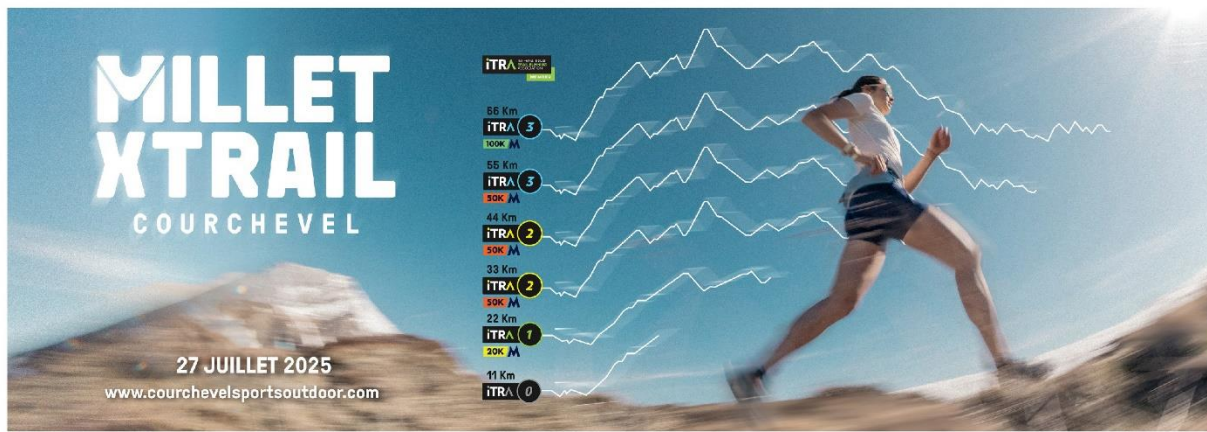 MILLET
XTRAIL
COURCHEVEL
27 JUILLET 2025
www.courchevelsportsoutdoor.com
iTRA
MEMBER
66 Km
iTRA 3
100K M
55 Km
iTRA 3
50K M
44 Km
iTRA 2
50K M
33 Km
iTRA 2
50K M
22 Km
iTRA 1
20K M
11 Km
iTRA 0